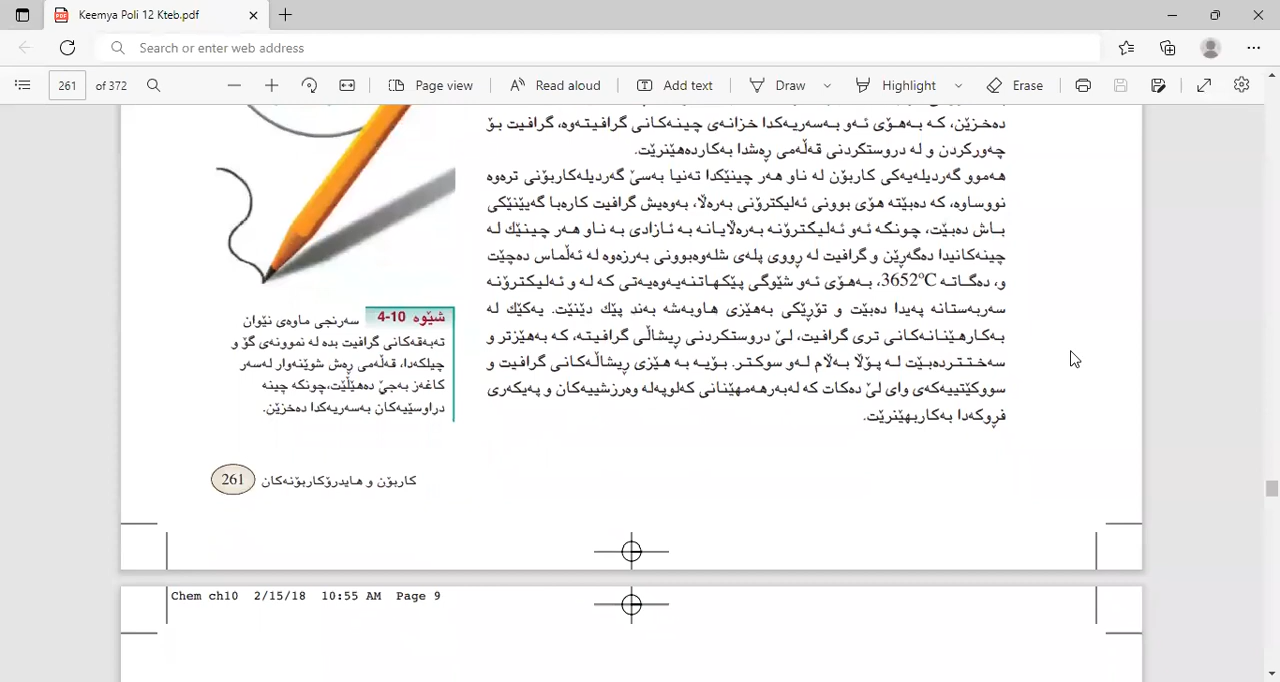 Keemya Poli 12 Kteb.pdf
Search or enter web address
261 of 372
Page view
Read aloud
Add text
Draw
Highlight
Erase
دەخزێن، کە بەهۆی ئەو بەسەریەکدا خزانەی چینەکانی گرافیتەوە، گرافیت بۆ
چەورکردن و لە دروستکردنی قەڵەمی ڕەشدا بەکاردەهێنرێت.
هەموو گەردیلەیەکی کاربۆن لە ناو هەر چینێکدا تەنیا بەسێ گەردیلەکاربۆنی ترەوە
نووساوە، کە دەبێتە هۆی بوونی ئەلیکترۆنی بەرەڵا، بەوەیش گرافیت کارەبا گەیێنێکی
باش دەبێت، چونگە ئەو ئەلیکترۆنە بەرەڵایانە بە ئازادی بە ناو هەر چینێك لە
چینەکانیدا دەگەڕێن و گرافیت لە ڕووی پلەی شلەوەبوونی بەرزەوە لە ئەڵماس دەچێت
و، دەگاتە 3652°C، بەهۆی ئەو شێوگی پێکهاتنەیەوەیەتی کە لە و ئەلیکترۆنە
سەربەستانە پەیدا دەبێت و تۆڕێکی بەهێزی هاوبەشە بەند پێك دێنێت. یەکێك لە
بەکارهێنانەکانی تری گرافیت، لێ دروستکردنی ڕیشاڵی گرافیتە، کە بەهێزتر و
سەختتردەبێت لە پۆڵا بەڵام لەو سوکتر. بۆیە بە هێزی ڕیشاڵەکانی گرافیت و
سووکێتییەکەی وای لێ دەکات کە لەبەرهەمهێنانی کەلوپەلە وەرزشییەکان و پەیکەری
فڕوکەدا بەکاربهێنرێت.
شێوە 10-4 سەرنجی ماوەی نێوان
تەبەقەکانی گرافیت بدە لە نموونەی گۆ و
چیلکەدا، قەڵەمی ڕەش شوێنەوار لەسەر
کاغەز بەجێ دەهێڵێت،چونکە چینە
دراوسێیەکان بەسەریەکدا دەخزێن.
261 کاربۆن و هایدرۆکاربۆنەکان
Chem ch10 2/15/18 10:55 AM Page 9